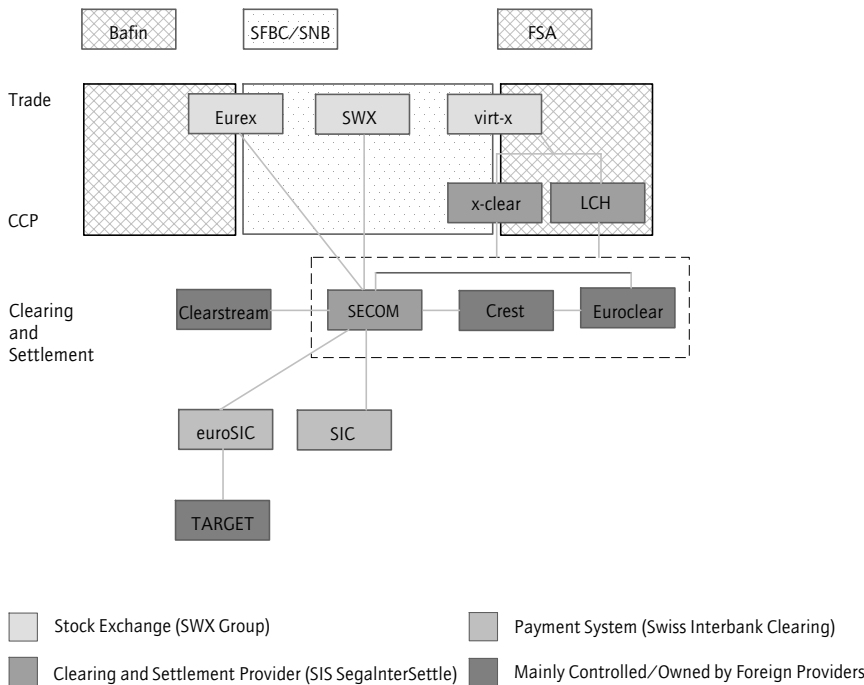 Bafin
SFBC/SNB
FSA
Trade
Eurex
SWX
virt-x
CCP
x-clear
LCH
Clearing
and
Settlement
Clearstream
SECOM
Crest
Euroclear
euroSIC
SIC
TARGET
Stock Exchange (SWX Group)
Payment System (Swiss Interbank Clearing)
Clearing and Settlement Provider (SIS SegaInterSettle)
Mainly Controlled/Owned by Foreign Providers